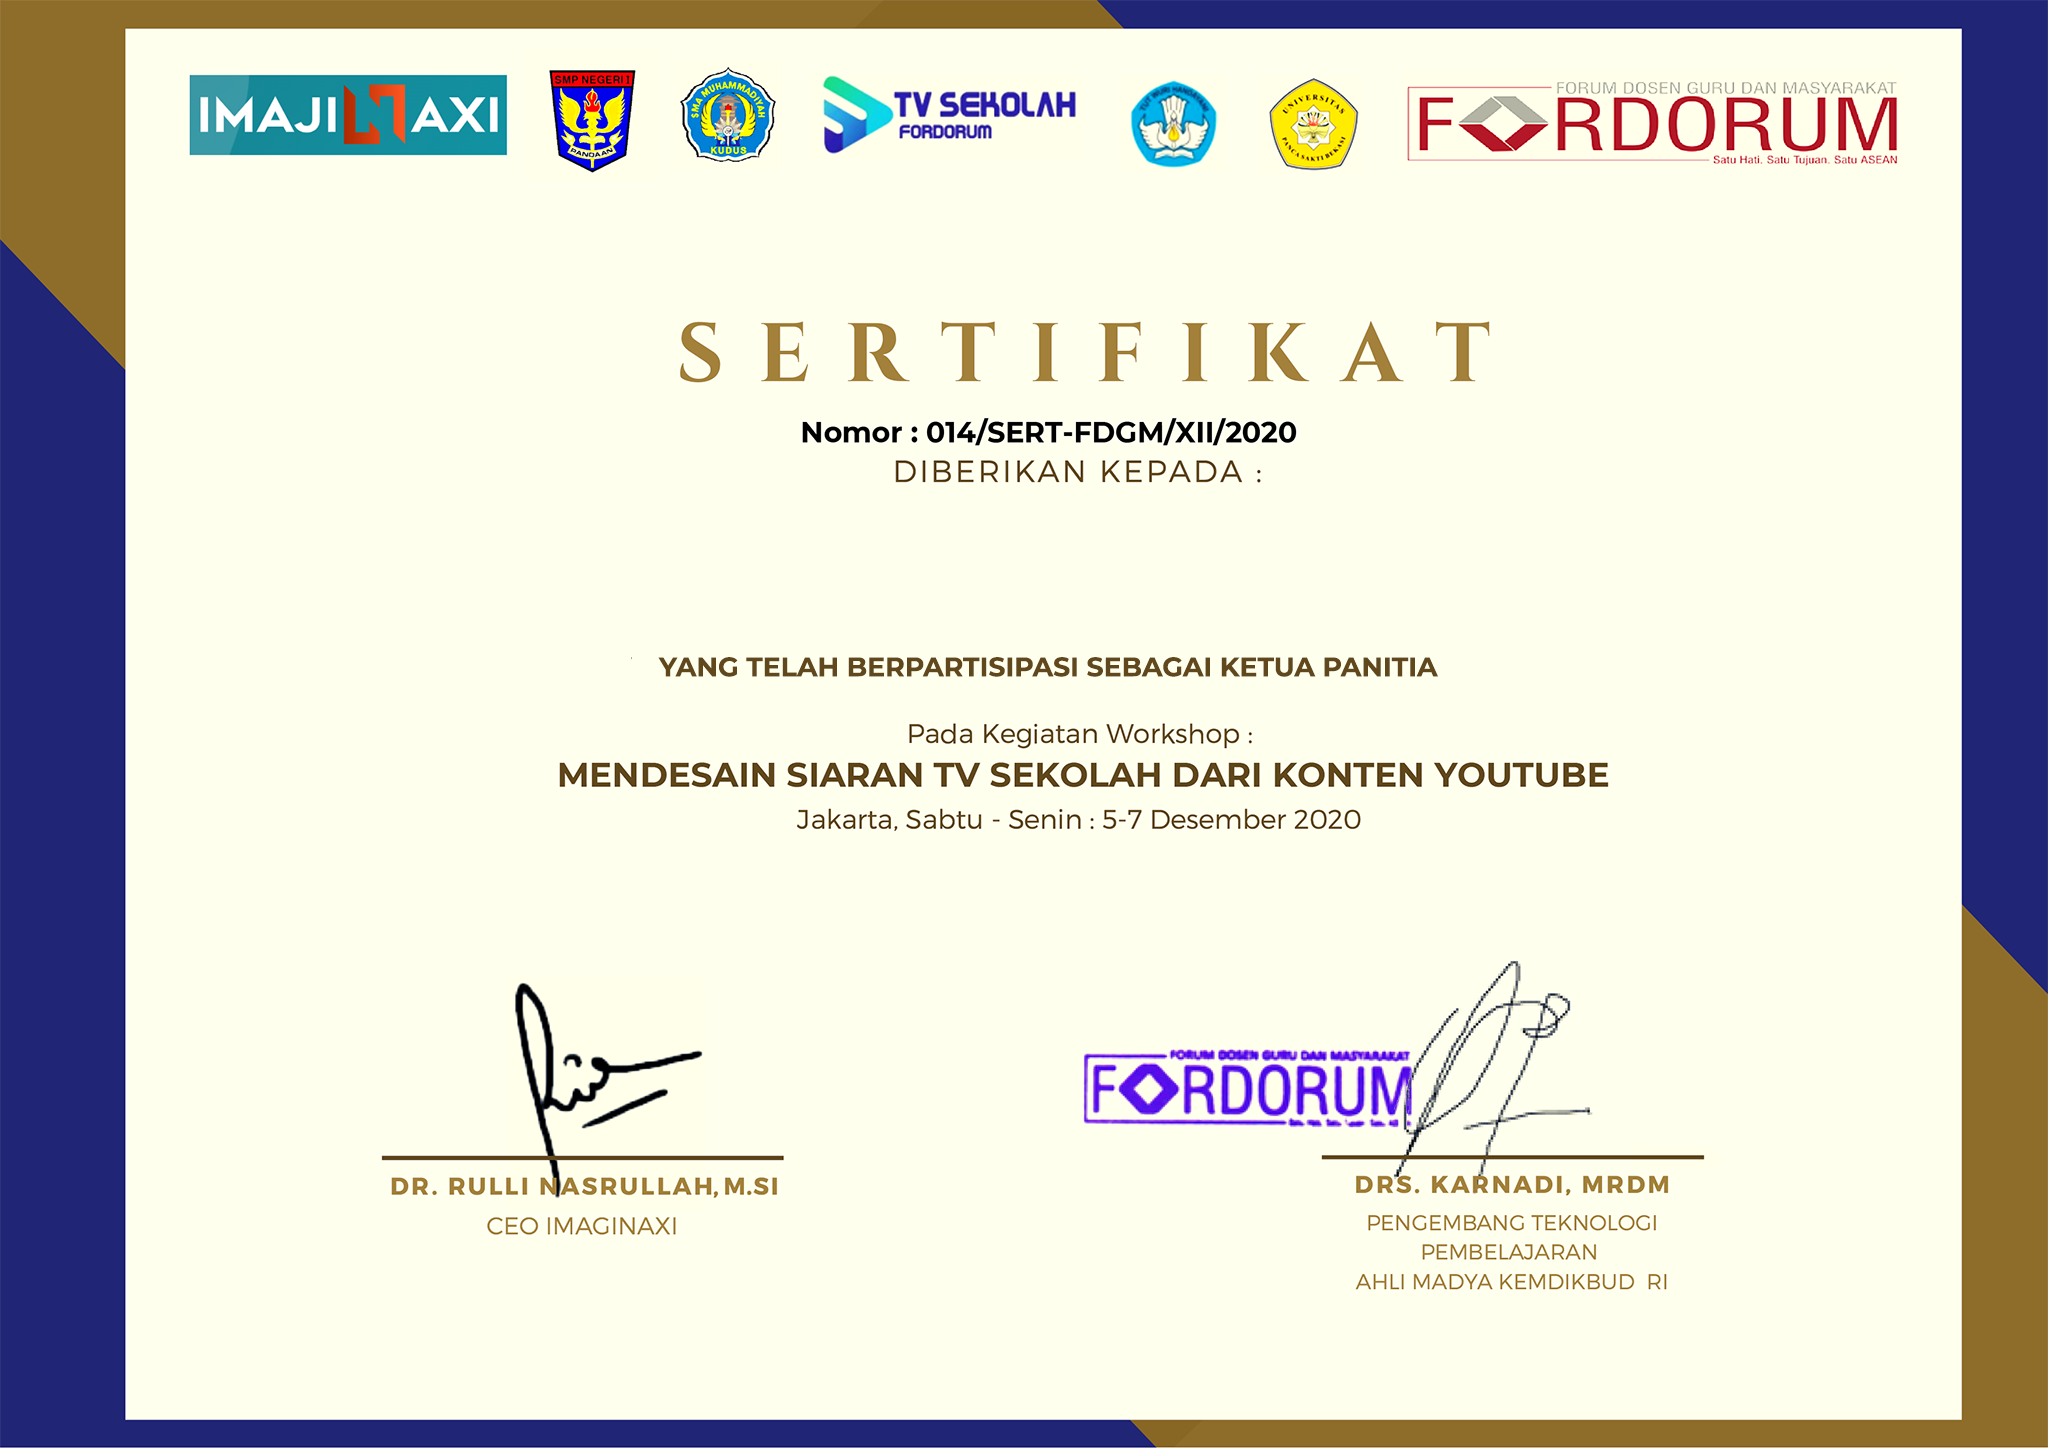 IMAJI AXI
SMP NEGERI 1
PANDAAN
SMA MUHAMMADIYAH
KUDUS
TV SEKOLAH
FORDORUM
TUT WURI HANDAYANI
UNIVERSITAS
PANCA SAKTI BEKASI
FORUM DOSEN GURU DAN MASYARAKAT
FORDORUM
Satu Hati. Satu Tujuan. Satu ASEAN
SERTIFIKAT
Nomor : 014/SERT-FDGM/XII/2020
DIBERIKAN KEPADA :
YANG TELAH BERPARTISIPASI SEBAGAI KETUA PANITIA
Pada Kegiatan Workshop :
MENDESAIN SIARAN TV SEKOLAH DARI KONTEN YOUTUBE
Jakarta, Sabtu - Senin : 5-7 Desember 2020
FORUM DOSEN GURU DAN MASYARAKAT
FORDORUM
DR. RULLI NASRULLAH, M.SI
CEO IMAGINAXI
DRS. KARNADI, MRDM
PENGEMBANG TEKNOLOGI
PEMBELAJARAN
AHLI MADYA KEMDIKBUD RI